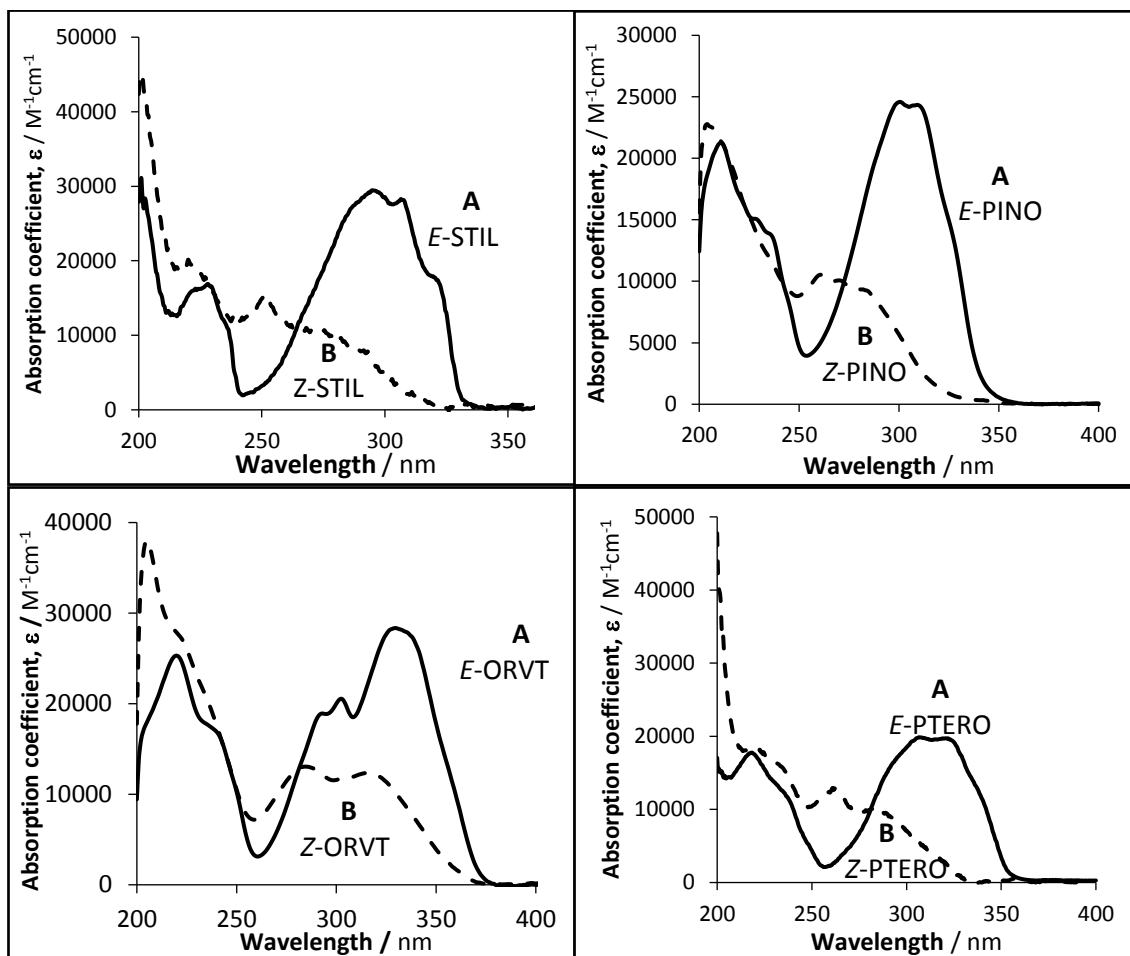 Absorption coefficient, ε / M⁻¹cm⁻¹
50000
40000
30000
20000
10000
0
A
E-STIL
B
Z-STIL
200
250
300
350
Wavelength / nm
Absorption coefficient, ε / M⁻¹cm⁻¹
30000
25000
20000
15000
10000
5000
0
A
E-PINO
B
Z-PINO
200
250
300
350
400
Wavelength / nm
Absorption coefficient, ε / M⁻¹cm⁻¹
40000
30000
20000
10000
0
A
E-ORVT
B
Z-ORVT
200
250
300
350
400
Wavelength / nm
Absorption coefficient, ε / M⁻¹cm⁻¹
50000
40000
30000
20000
10000
0
A
E-PTERO
B
Z-PTERO
200
250
300
350
400
Wavelength / nm